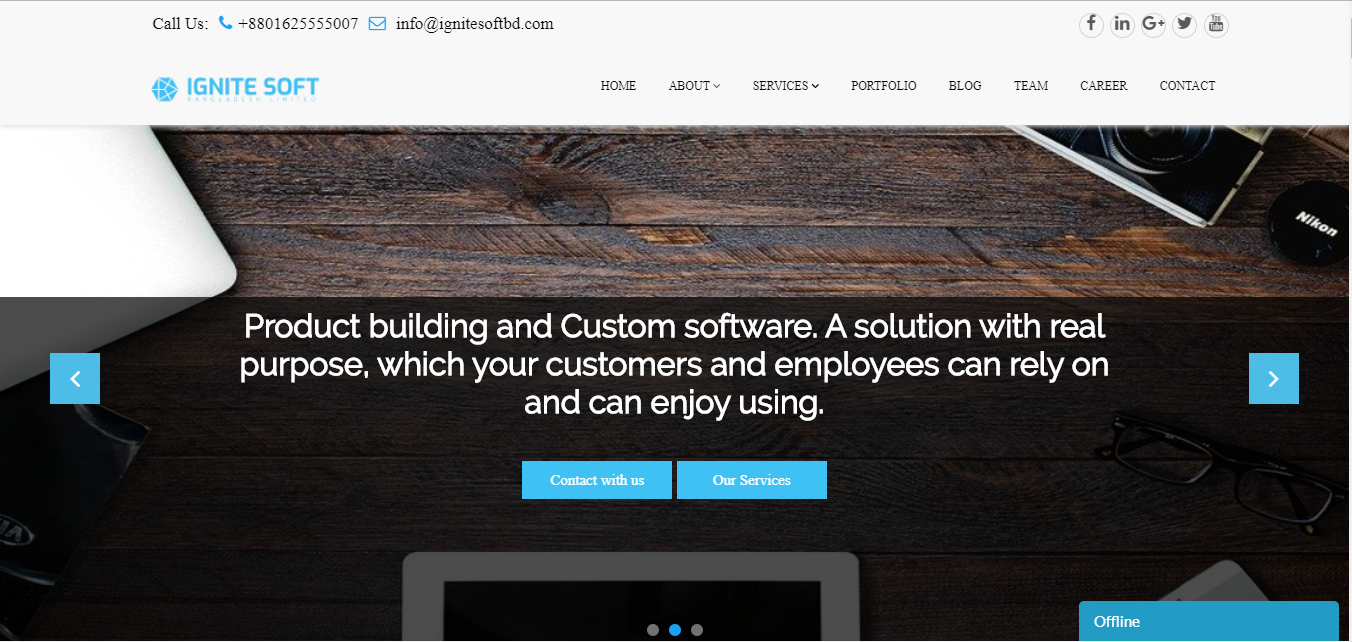 Call Us: +8801625555007 info@ignitesoftbd.com
IGNITE SOFT
BANGLADESH LIMITED
HOME ABOUT SERVICES PORTFOLIO BLOG TEAM CAREER CONTACT
Nikon
Product building and Custom software. A solution with real
purpose, which your customers and employees can rely on
and can enjoy using.
Contact with us Our Services
KIA
Offline